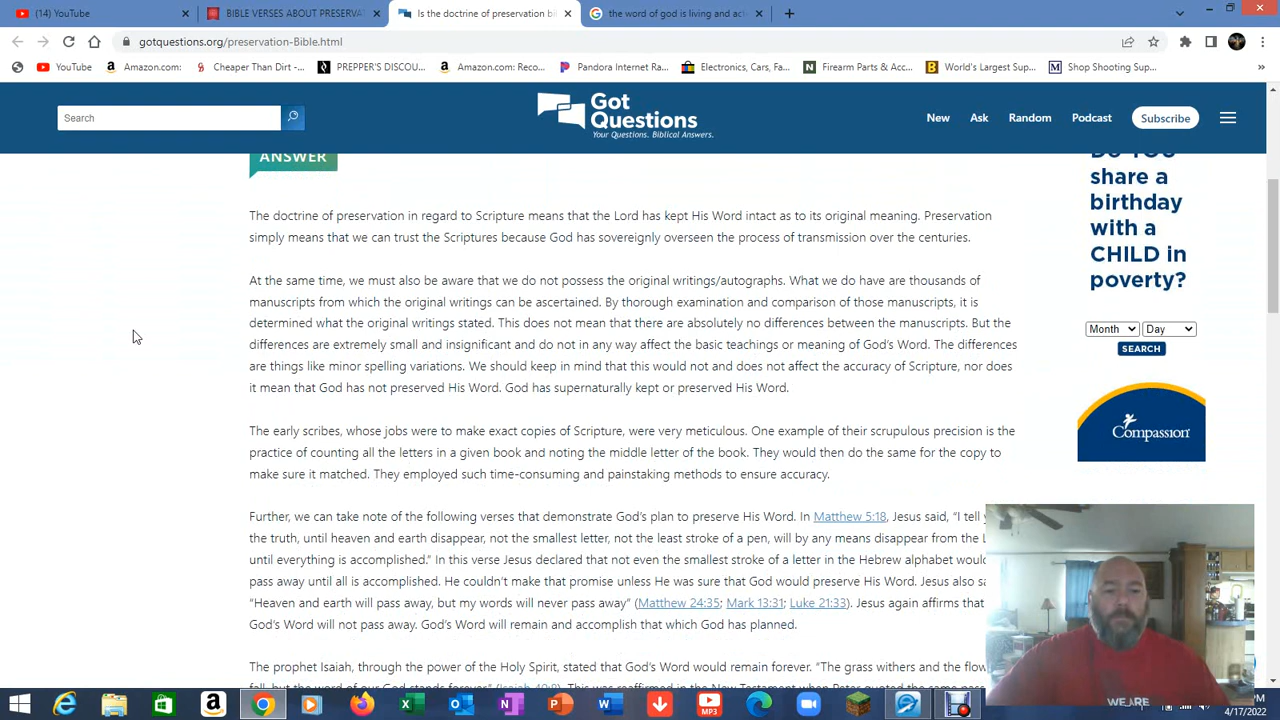 (14) YouTube
BIBLE VERSES ABOUT PRESERVAT
Is the doctrine of preservation bi
the word of god is living and act
gotquestions.org/preservation-Bible.html
YouTube
Amazon.com:
Cheaper Than Dirt -...
PREPPER'S DISCOU...
Amazon.com: Reco...
Pandora Internet Ra...
Electronics, Cars, Fa...
Firearm Parts & Acc...
World's Largest Sup...
Shop Shooting Sup...
Search
Got
Questions
Your Questions. Biblical Answers.
New
Ask
Random
Podcast
Subscribe
ANSWER
The doctrine of preservation in regard to Scripture means that the Lord has kept His Word intact as to its original meaning. Preservation
simply means that we can trust the Scriptures because God has sovereignly overseen the process of transmission over the centuries.
At the same time, we must also be aware that we do not possess the original writings/autographs. What we do have are thousands of
manuscripts from which the original writings can be ascertained. By thorough examination and comparison of those manuscripts, it is
determined what the original writings stated. This does not mean that there are absolutely no differences between the manuscripts. But the
differences are extremely small and insignificant and do not in any way affect the basic teachings or meaning of God's Word. The differences
are things like minor spelling variations. We should keep in mind that this would not and does not affect the accuracy of Scripture, nor does
it mean that God has not preserved His Word. God has supernaturally kept or preserved His Word.
The early scribes, whose jobs were to make exact copies of Scripture, were very meticulous. One example of their scrupulous precision is the
practice of counting all the letters in a given book and noting the middle letter of the book. They would then do the same for the copy to
make sure it matched. They employed such time-consuming and painstaking methods to ensure accuracy.
Further, we can take note of the following verses that demonstrate God's plan to preserve His Word. In Matthew 5:18, Jesus said, “I tell
the truth, until heaven and earth disappear, not the smallest letter, not the least stroke of a pen, will by any means disappear from the
until everything is accomplished.” In this verse Jesus declared that not even the smallest stroke of a letter in the Hebrew alphabet would
pass away until all is accomplished. He couldn't make that promise unless He was sure that God would preserve His Word. Jesus also
“Heaven and earth will pass away, but my words will never pass away” (Matthew 24:35; Mark 13:31; Luke 21:33). Jesus again affirms that
God's Word will not pass away. God's Word will remain and accomplish that which God has planned.
The prophet Isaiah, through the power of the Holy Spirit, stated that God's Word would remain forever. “The grass withers and the
Do YOU
share a
birthday
with a
CHILD in
poverty?
Month
Day
SEARCH
Compassion
WE ARE
MP3
4/17/2022